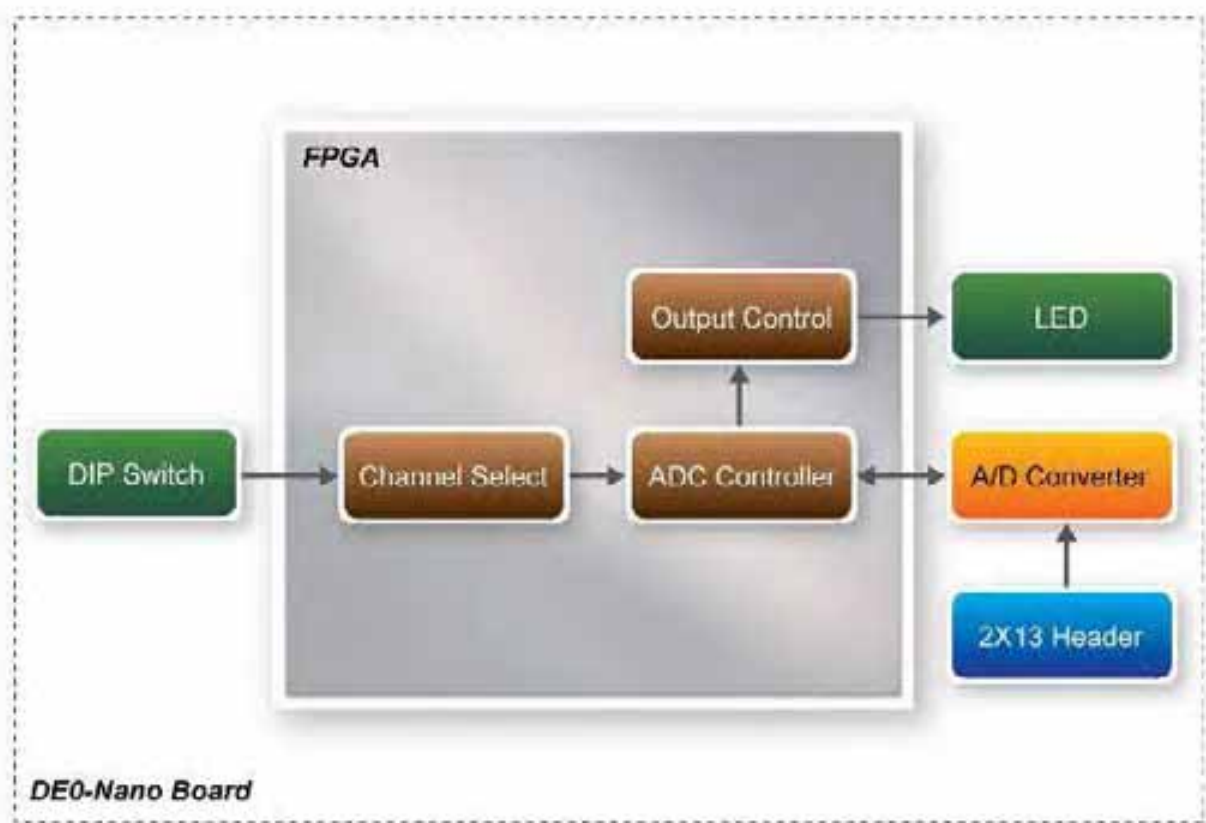 FPGA
Output Control
LED
DIP Switch
Channel Select
ADC Controller
A/D Converter
2X13 Header
DE0-Nano Board